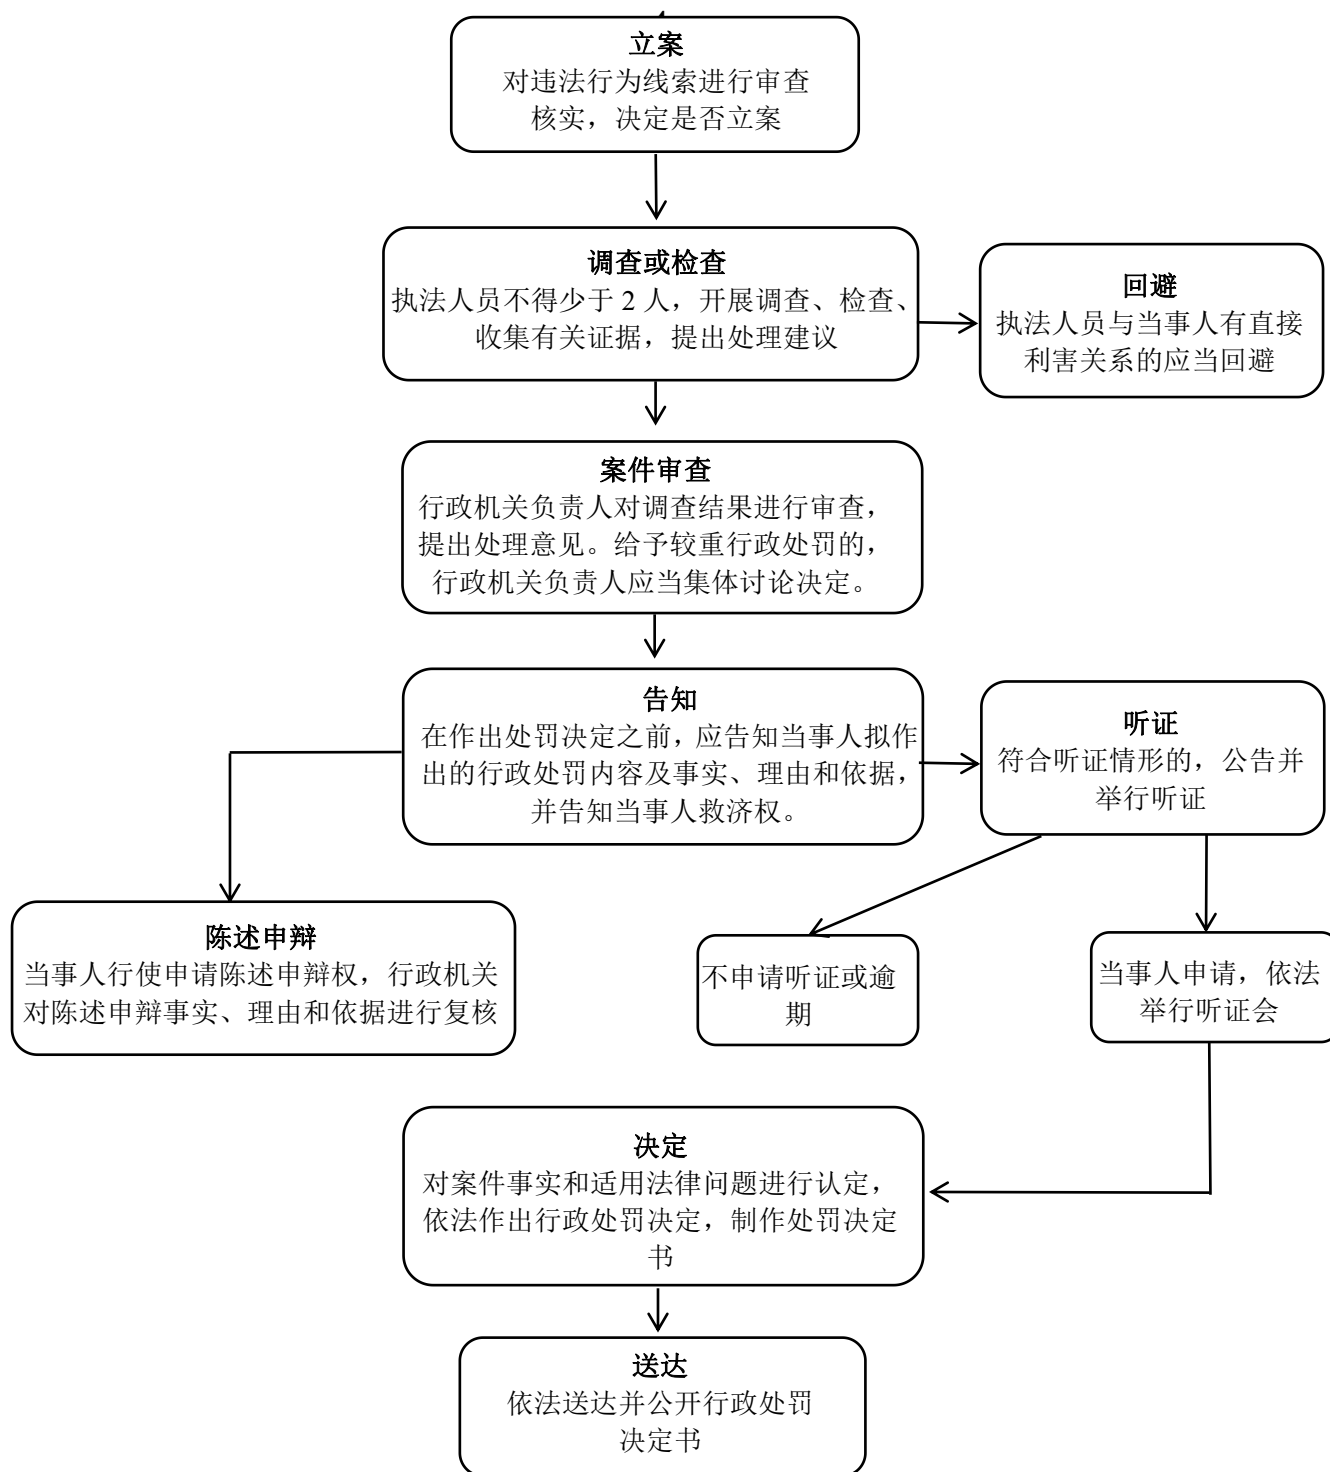 立案
对违法行为线索进行审查
核实，决定是否立案
调查或检查
执法人员不得少于 2 人，开展调查、检查、
收集有关证据，提出处理建议
回避
执法人员与当事人有直接
利害关系的应当回避
案件审查
行政机关负责人对调查结果进行审查，
提出处理意见。给予较重行政处罚的，
行政机关负责人应当集体讨论决定。
告知
在作出处罚决定之前，应告知当事人拟作
出的行政处罚内容及事实、理由和依据，
并告知当事人救济权。
听证
符合听证情形的，公告并
举行听证
陈述申辩
当事人行使申请陈述申辩权，行政机关
对陈述申辩事实、理由和依据进行复核
不申请听证或逾
期
当事人申请，依法
举行听证会
决定
对案件事实和适用法律问题进行认定，
依法作出行政处罚决定，制作处罚决定
书
送达
依法送达并公开行政处罚
决定书